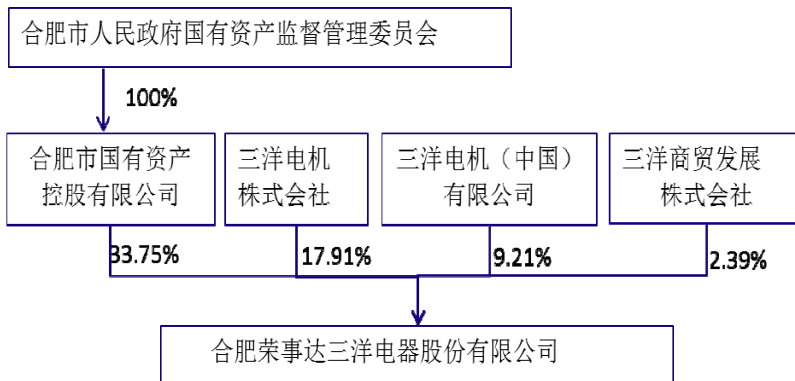 合肥市人民政府国有资产监督管理委员会
100%
合肥市国有资产
控股有限公司
三洋电机
株式会社
三洋电机（中国）
有限公司
三洋商贸发展
株式会社
33.75%
17.91%
9.21%
2.39%
合肥荣事达三洋电器股份有限公司